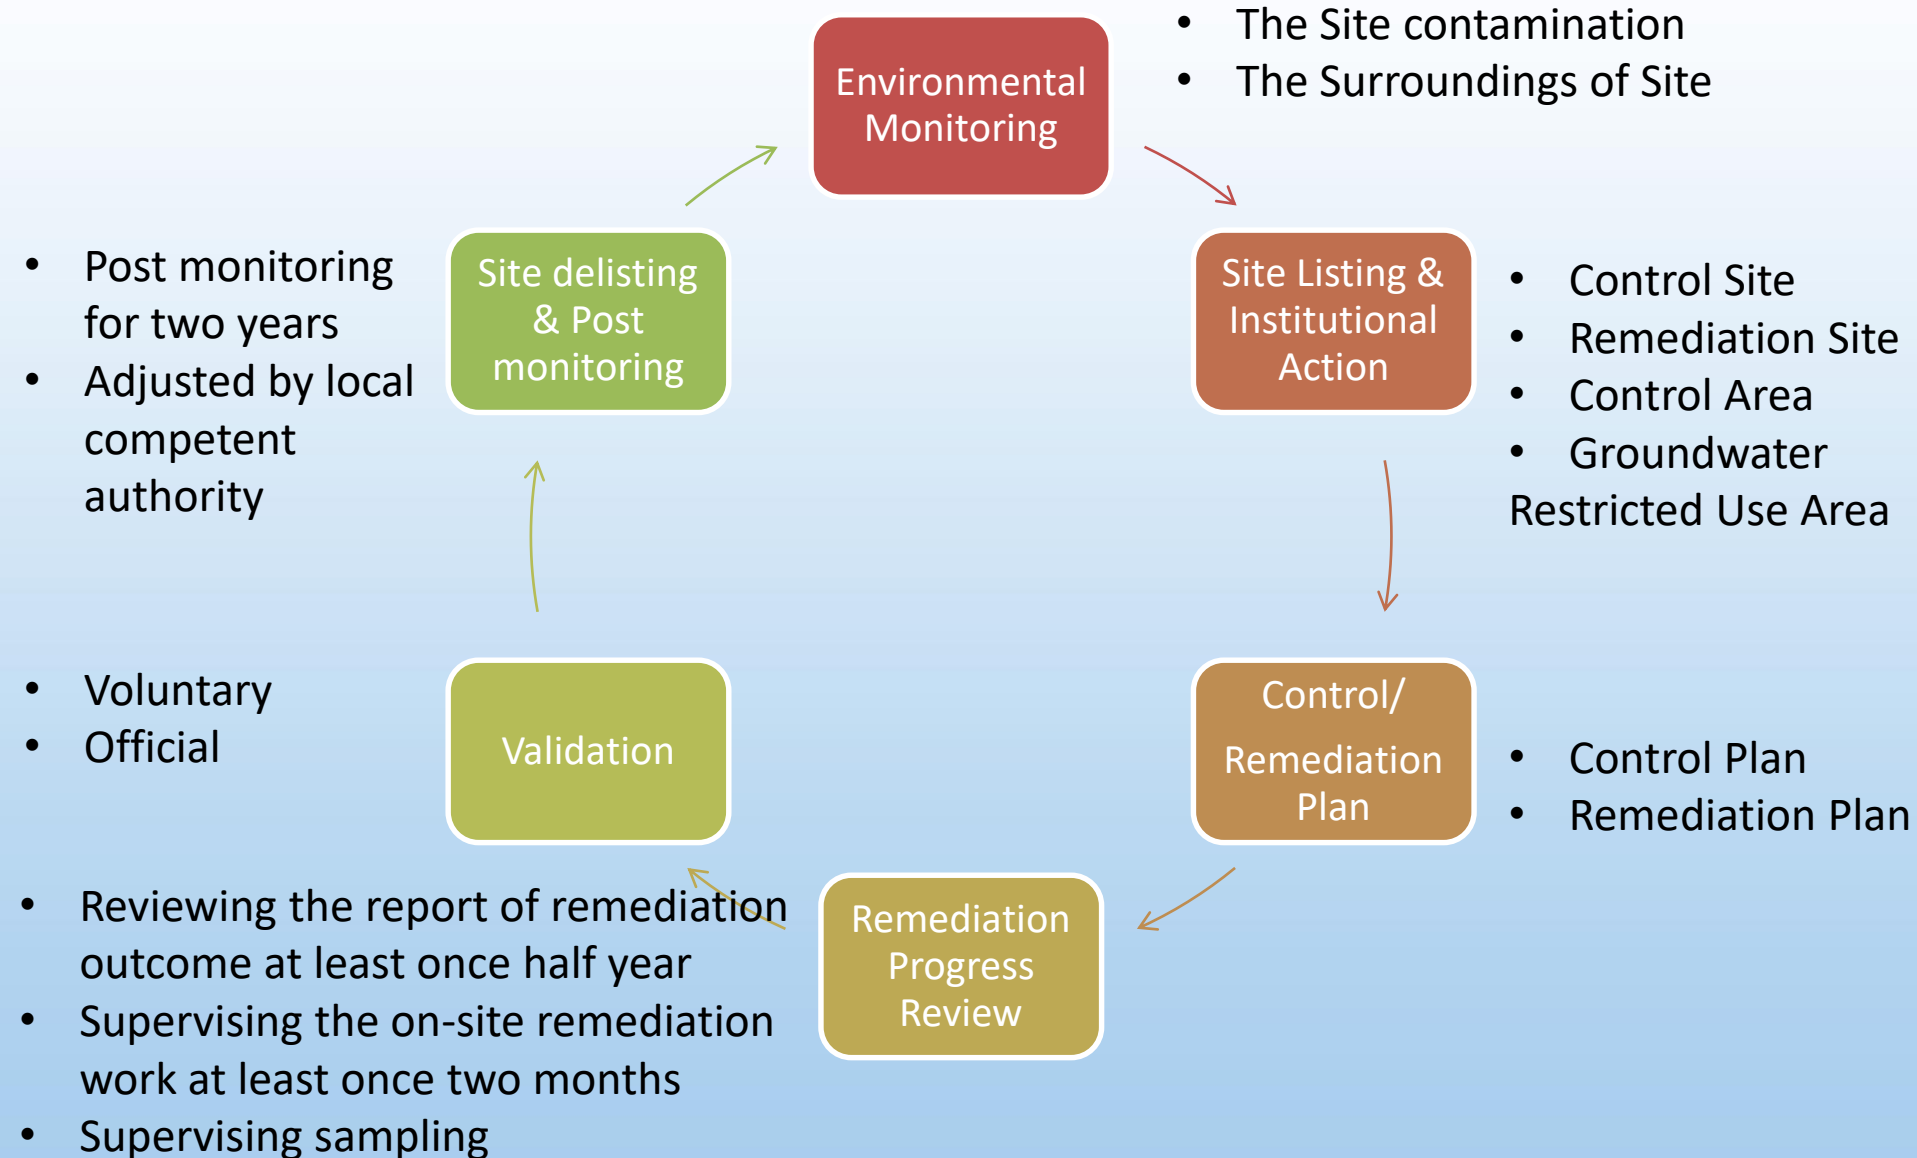 • The Site contamination
• The Surroundings of Site
Environmental
Monitoring
Site Listing &
Institutional
Action
• Control Site
• Remediation Site
• Control Area
• Groundwater
Restricted Use Area
Control/
Remediation
Plan
• Control Plan
• Remediation Plan
Remediation
Progress
Review
• Reviewing the report of remediation
outcome at least once half year
• Supervising the on-site remediation
work at least once two months
• Supervising sampling
Validation
• Voluntary
• Official
Site delisting
& Post
monitoring
• Post monitoring
for two years
• Adjusted by local
competent
authority